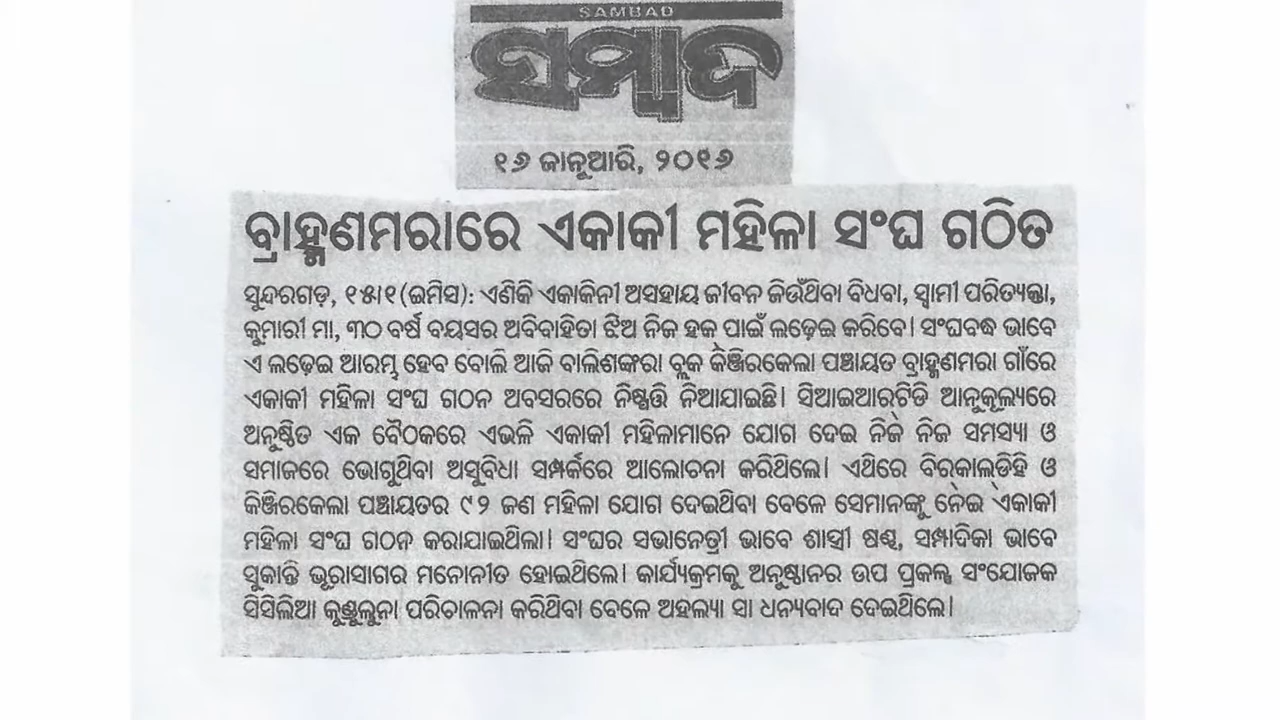 SAMBAD
ସମ୍ବାଦ
୧୬ ଜାନୁଆରି, ୨୦୧୬
ବ୍ରାହ୍ମଣମରାରେ ଏକାକୀ ମହିଳା ସଂଘ ଗଠିତ
ସୁନ୍ଦରଗଡ଼, ୧୫।୧(ଇମିସ): ଏଣିକି ଏକାକିନୀ ଅସହାୟ ଜୀବନ ଜିଉଁଥିବା ବିଧବା, ସ୍ୱାମୀ ପରିତ୍ୟକ୍ତା,
କୁମାରୀ ମା, ୩୦ ବର୍ଷ ବୟସର ଅବିବାହିତା ଝିଅ ନିଜ ହକ୍ ପାଇଁ ଲଢ଼େଇ କରିବେ। ସଂଘବଦ୍ଧ ଭାବେ
ଏ ଲଢ଼େଇ ଆରମ୍ଭ ହେବ ବୋଲି ଆଜି ବାଲିଶଙ୍କରା ବ୍ଲକ କିଞ୍ଜିରକେଲା ପଞ୍ଚାୟତ ବ୍ରାହ୍ମଣମରା ଗାଁରେ
ଏକାକୀ ମହିଳା ସଂଘ ଗଠନ ଅବସରରେ ନିଷ୍ପତ୍ତି ନିଆଯାଇଛି। ସିଆଇଆରଟିଡି ଆନୁକୂଲ୍ୟରେ
ଅନୁଷ୍ଠିତ ଏକ ବୈଠକରେ ଏଭଳି ଏକାକୀ ମହିଳାମାନେ ଯୋଗ ଦେଇ ନିଜ ନିଜ ସମସ୍ୟା ଓ
ସମାଜରେ ଭୋଗୁଥିବା ଅସୁବିଧା ସମ୍ପର୍କରେ ଆଲୋଚନା କରିଥିଲେ। ଏଥିରେ ବିର୍କାଲ୍ଡିହି ଓ
କିଞ୍ଜିରକେଲା ପଞ୍ଚାୟତର ୯୨ ଜଣ ମହିଳା ଯୋଗ ଦେଇଥିବା ବେଳେ ସେମାନଙ୍କୁ ନେଇ ଏକାକୀ
ମହିଳା ସଂଘ ଗଠନ କରାଯାଇଥିଲା। ସଂଘର ସଭାନେତ୍ରୀ ଭାବେ ଶାସ୍ତ୍ରୀ ଷଣ୍ଢ, ସମ୍ପାଦିକା ଭାବେ
ସୁକାନ୍ତି ଭୂରାସାଗର ମନୋନୀତ ହୋଇଥିଲେ। କାର୍ଯ୍ୟକ୍ରମକୁ ଅନୁଷ୍ଠାନର ଉପ ପ୍ରକଳ୍ପ ସଂଯୋଜକ
ସିସିଲିଆ କୁଣ୍ଡୁଲୁନା ପରିଚାଳନା କରିଥିବା ବେଳେ ଅହଲ୍ୟା ସା ଧନ୍ୟବାଦ ଦେଇଥିଲେ।